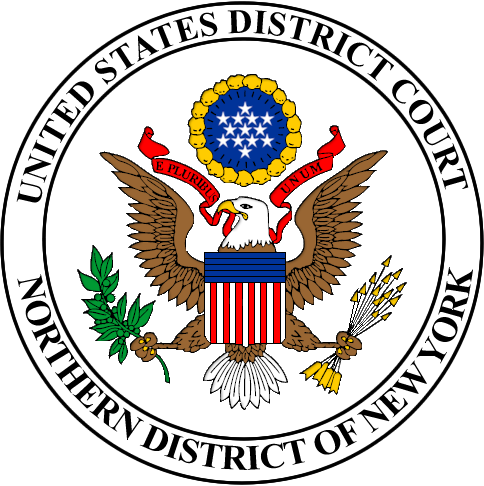 UNITED STATES DISTRICT COURT
E PLURIBUS UNUM
NORTHERN DISTRICT OF NEW YORK